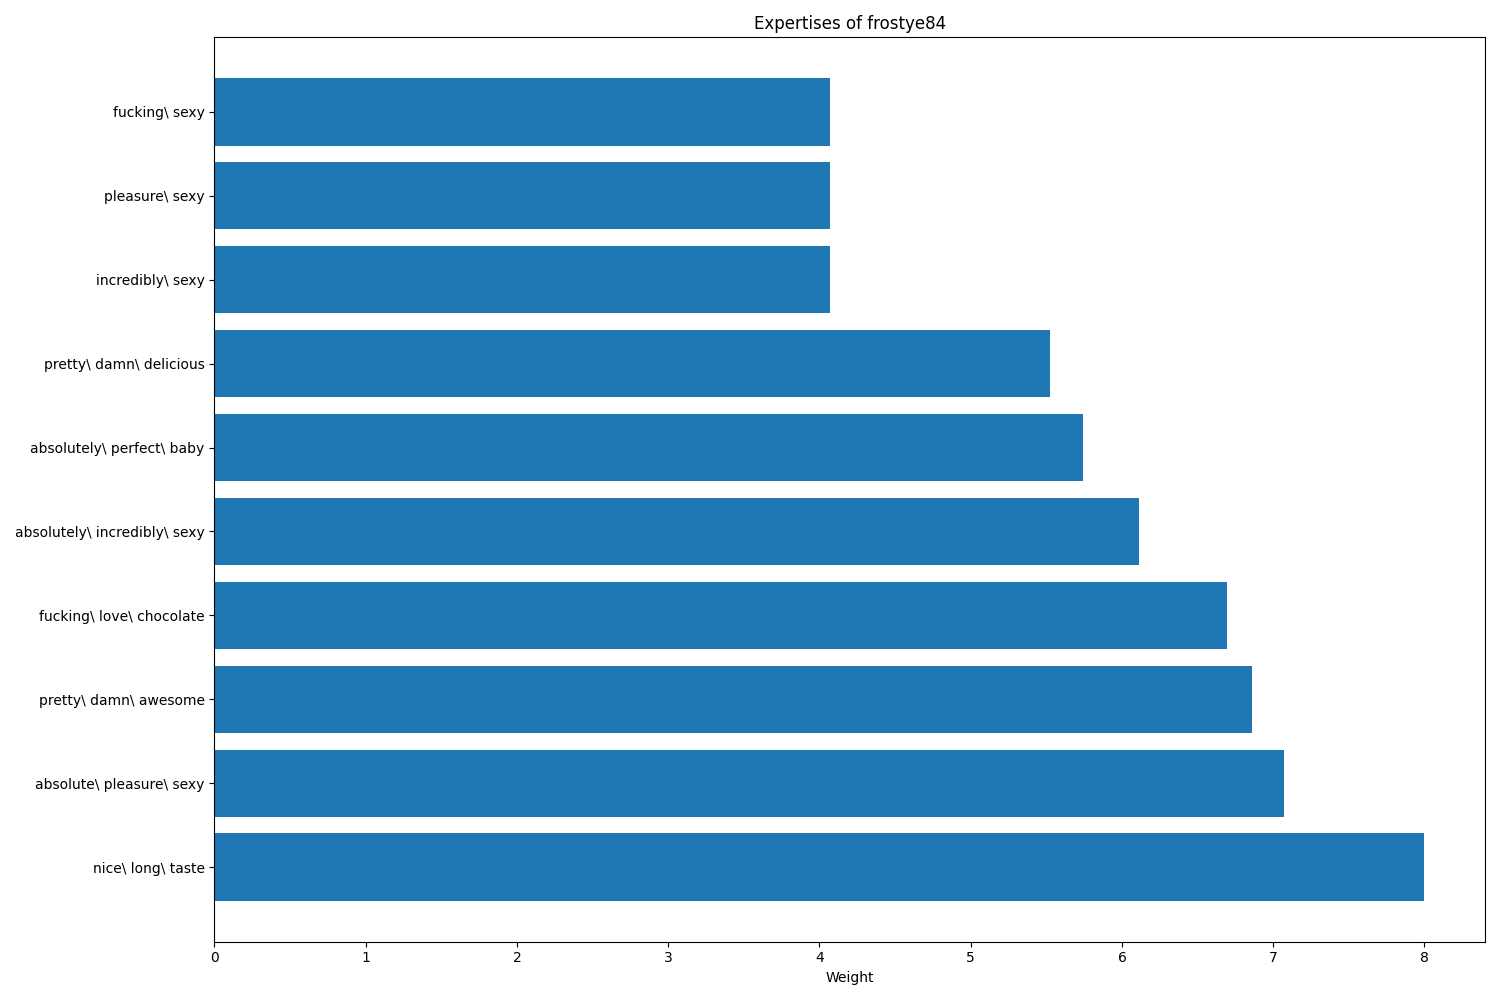 Expertises of frostye84
fucking\ sexy
pleasure\ sexy
incredibly\ sexy
pretty\ damn\ delicious
absolutely\ perfect\ baby
absolutely\ incredibly\ sexy
fucking\ love\ chocolate
pretty\ damn\ awesome
absolute\ pleasure\ sexy
nice\ long\ taste
0 1 2 3 4 5 6 7 8
Weight